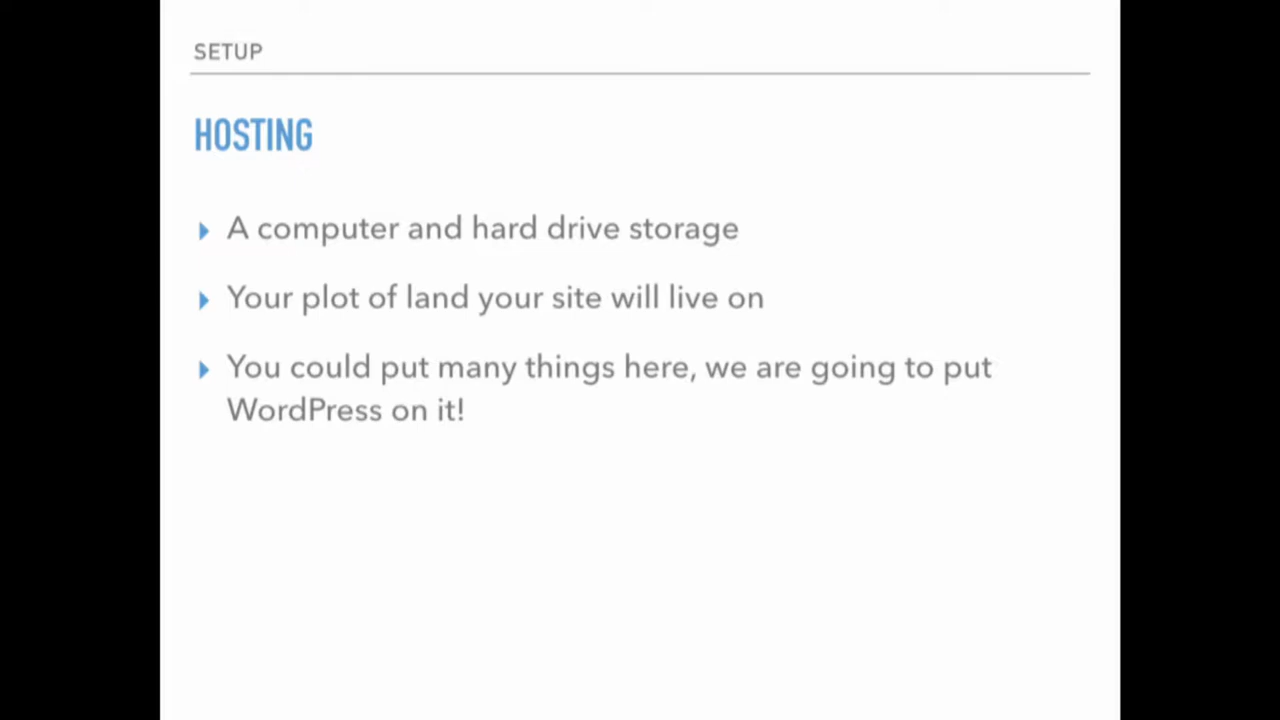 SETUP
HOSTING
A computer and hard drive storage
Your plot of land your site will live on
You could put many things here, we are going to put
WordPress on it!